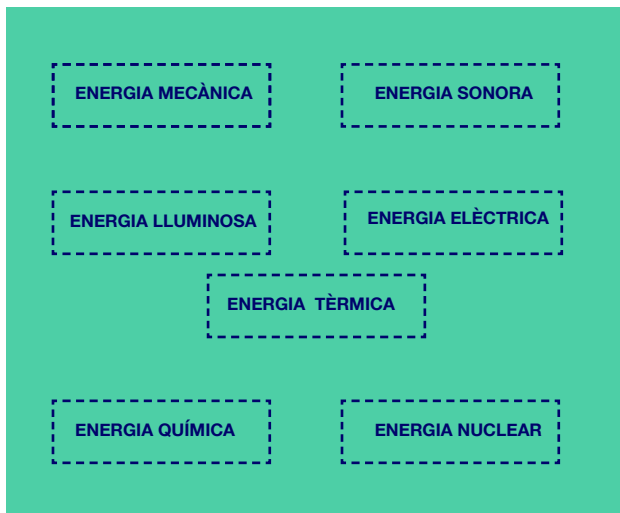 ENERGIA MECÀNICA
ENERGIA SONORA
ENERGIA LLUMINOSA
ENERGIA ELÈCTRICA
ENERGIA TÈRMICA
ENERGIA QUÍMICA
ENERGIA NUCLEAR